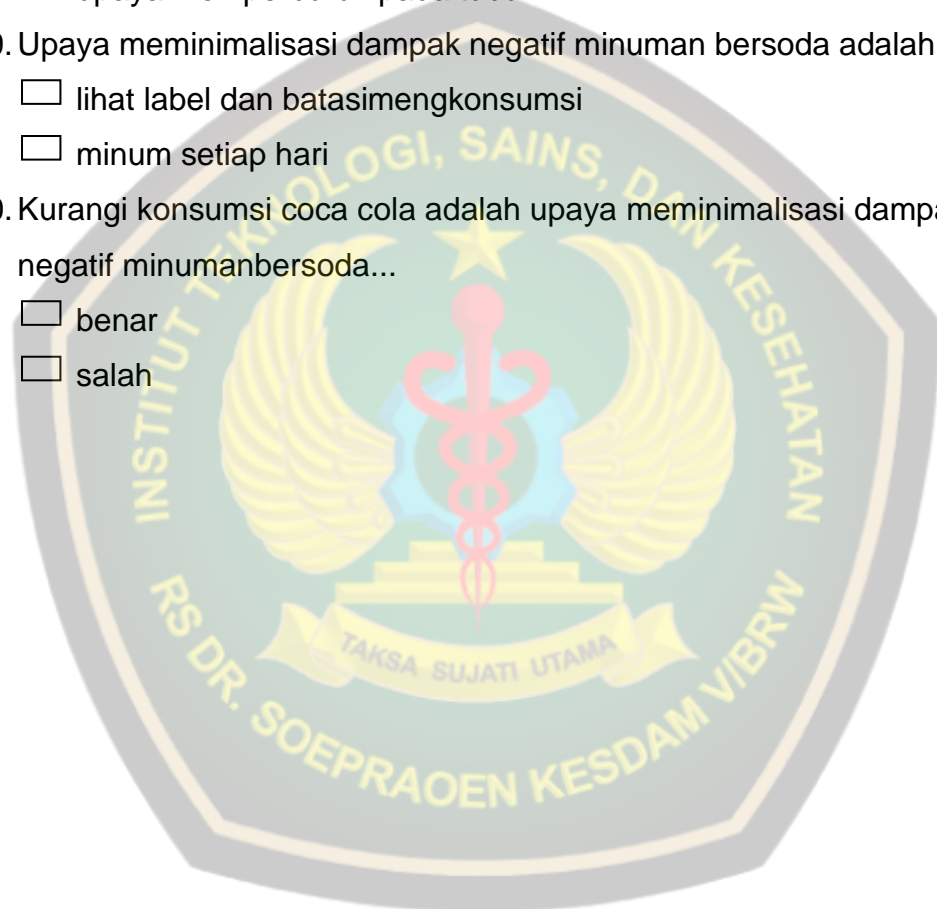 . Upaya meminimalisasi dampak negatif minuman bersoda adalah
lihat label dan batasimengkonsumsi
minum setiap hari
. Kurangi konsumsi coca cola adalah upaya meminimalisasi
negatif minumanbersoda...
benar
salah
INSTITUT TEKNOLOGI, SAINS, DAN KESEHATAN
TAKSA SUJATI UTAMA
RS DR. SOEPRAOEN KESDAM V/BRW